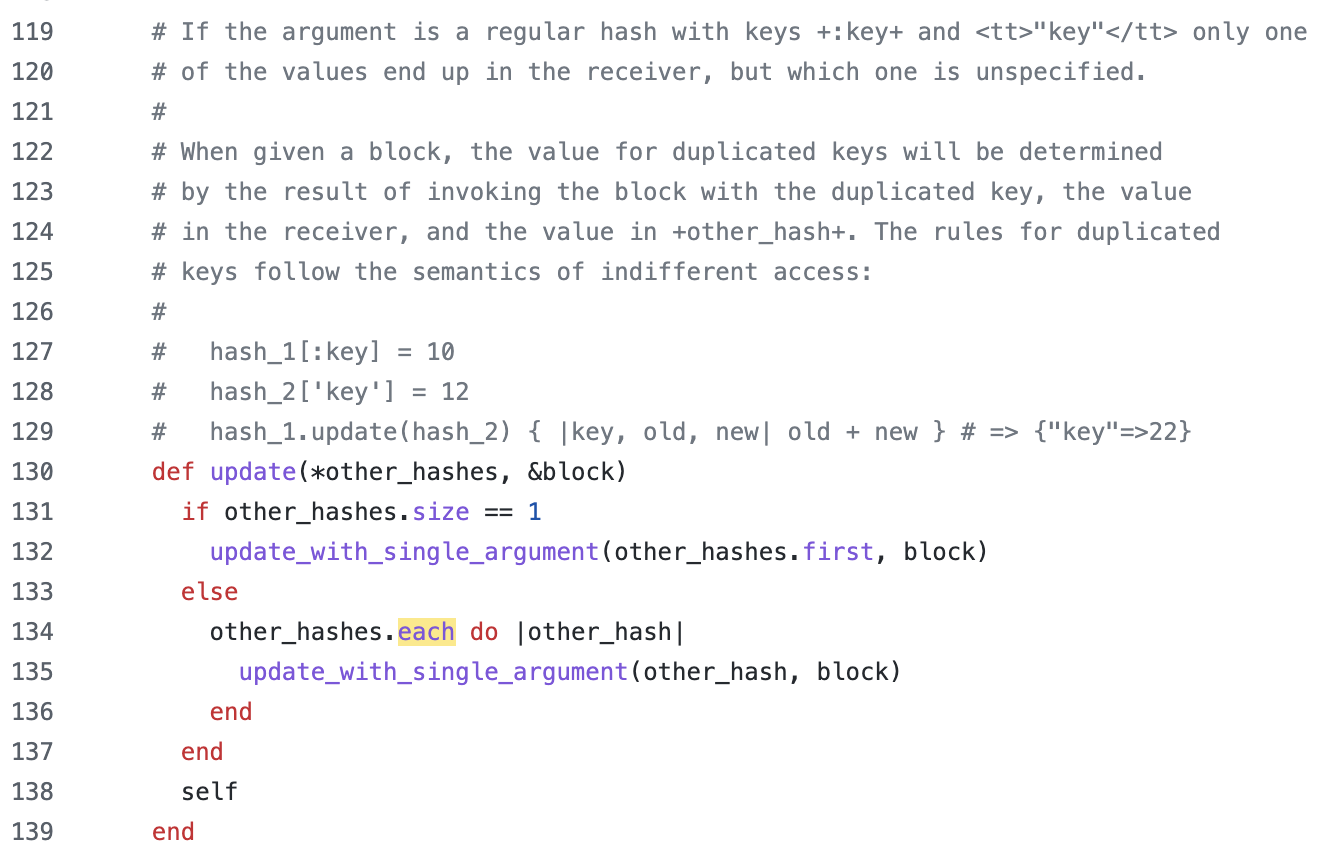 119 # If the argument is a regular hash with keys +:key+ and <tt>"key"</tt> only one
120 # of the values end up in the receiver, but which one is unspecified.
121 #
122 # When given a block, the value for duplicated keys will be determined
123 # by the result of invoking the block with the duplicated key, the value
124 # in the receiver, and the value in +other_hash+. The rules for duplicated
125 # keys follow the semantics of indifferent access:
126 #
127 #   hash_1[:key] = 10
128 #   hash_2['key'] = 12
129 #   hash_1.update(hash_2) { |key, old, new| old + new } # => {"key"=>22}
130 def update(*other_hashes, &block)
131   if other_hashes.size == 1
132     update_with_single_argument(other_hashes.first, block)
133   else
134     other_hashes.each do |other_hash|
135       update_with_single_argument(other_hash, block)
136     end
137   end
138   self
139 end